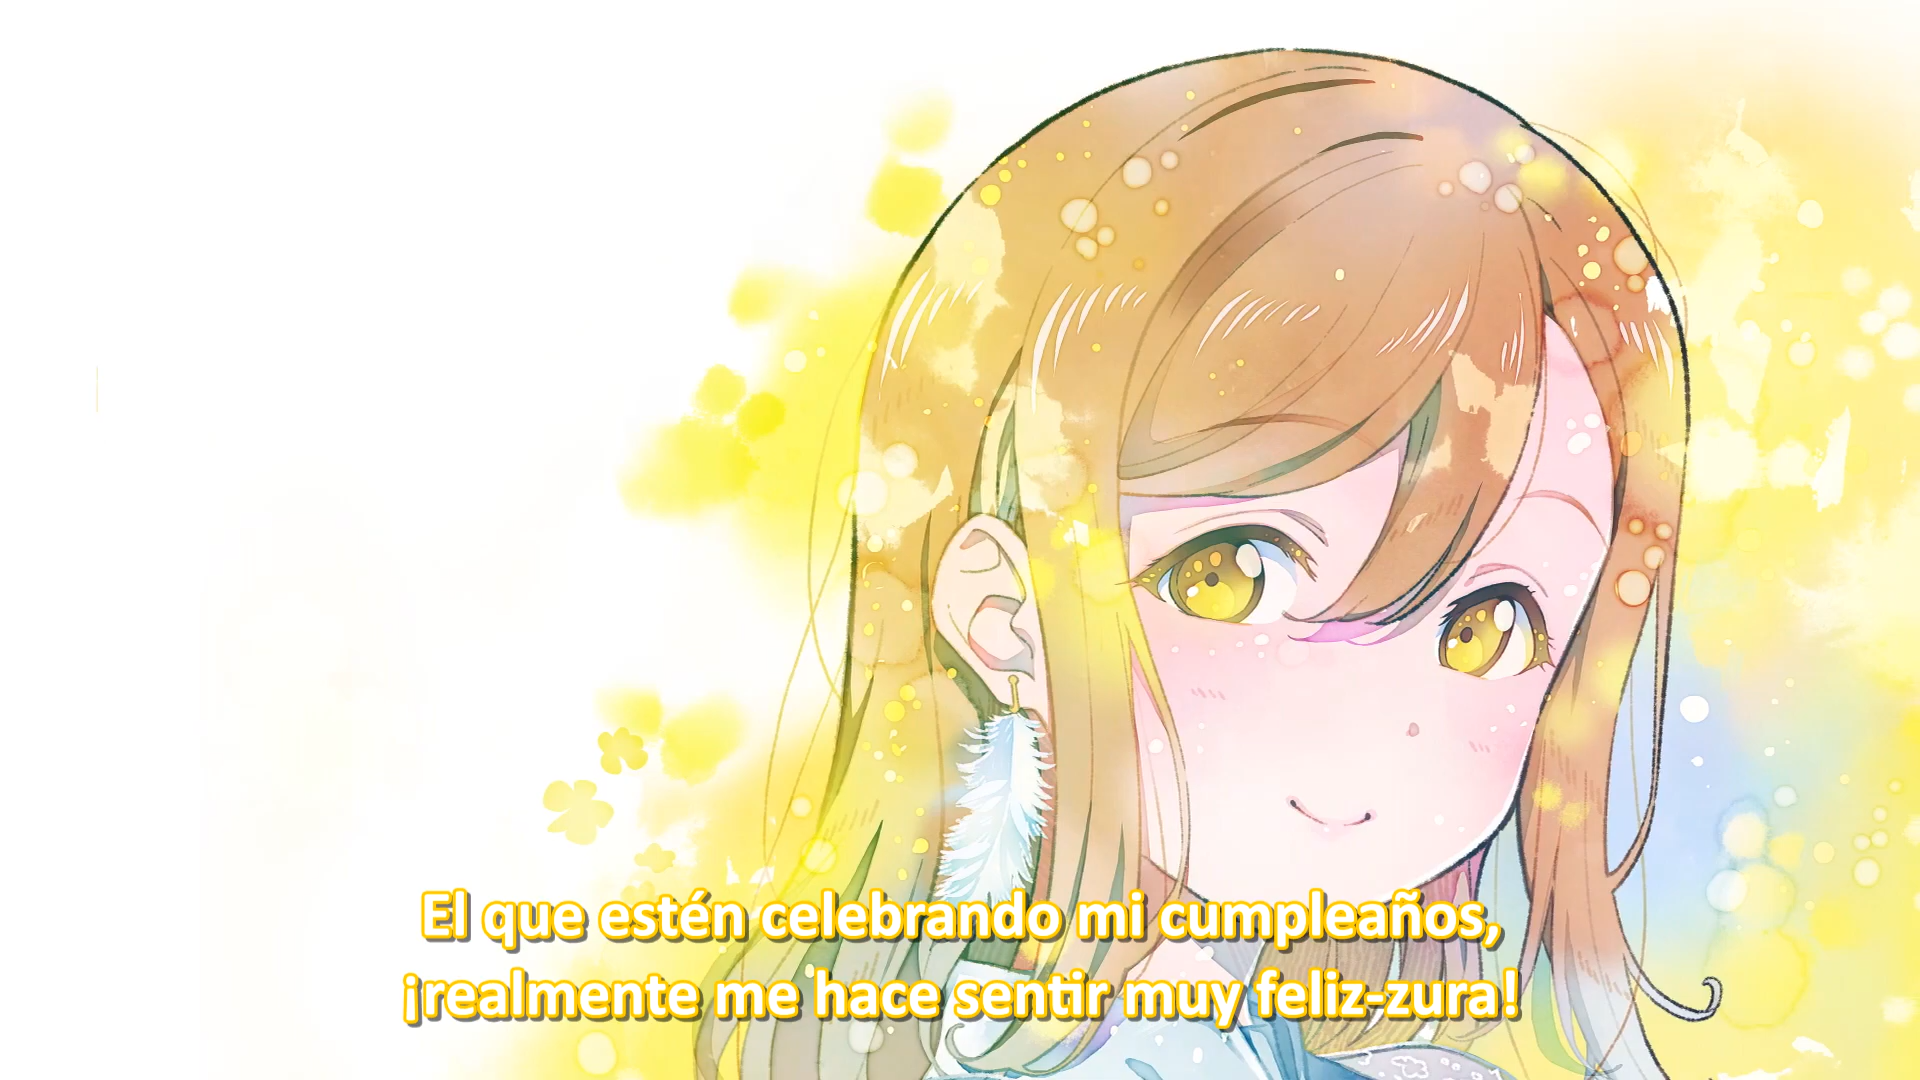 El que estén celebrando mi cumpleaños,
¡realmente me hace sentir muy feliz-zura!